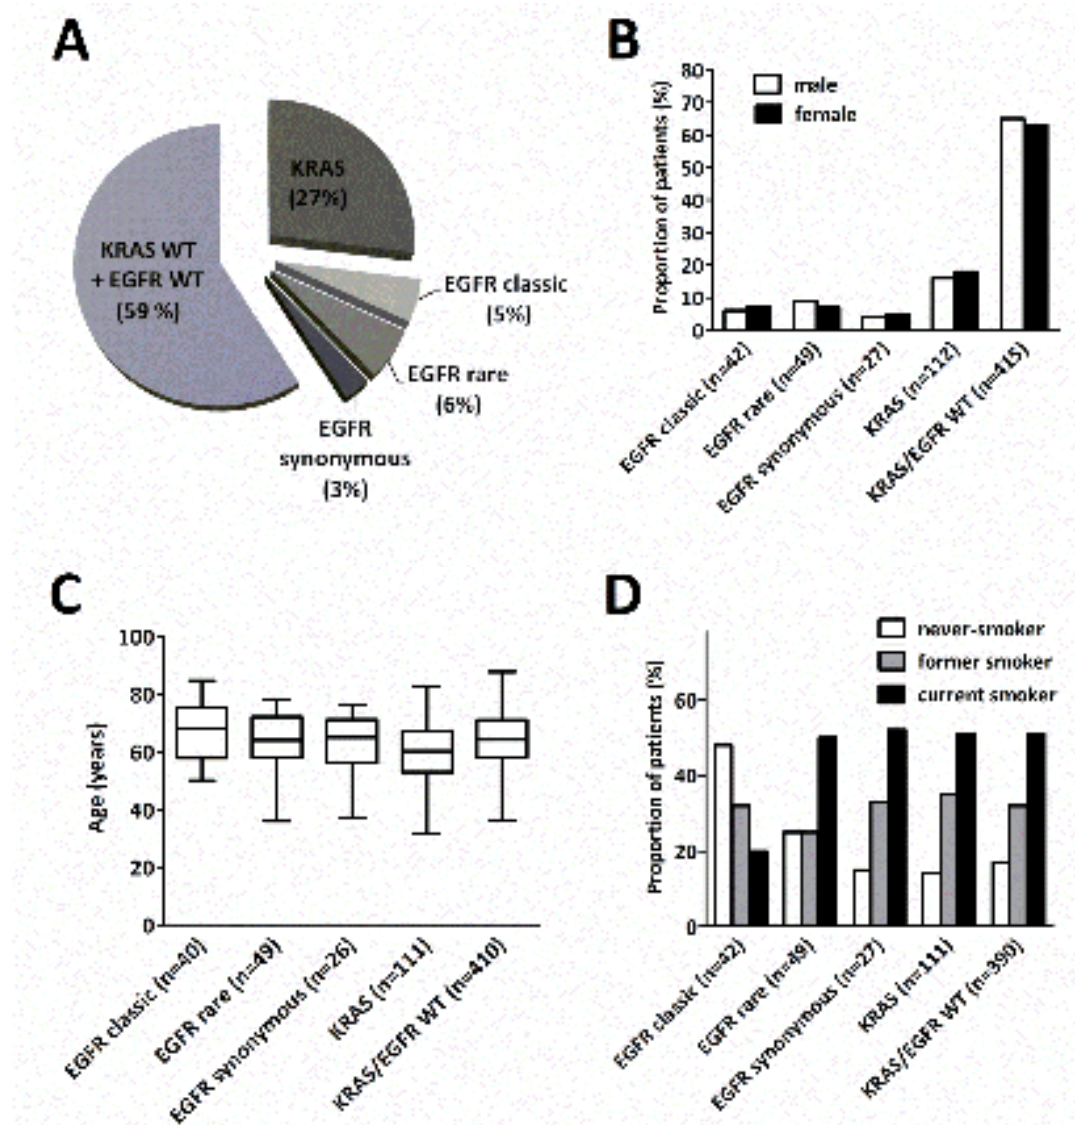 A
KRAS
(27%)
KRAS WT
+ EGFR WT
(59 %)
EGFR classic
(5%)
EGFR rare
(6%)
EGFR
synonymous
(3%)
B
Proportion of patients (%)
80
70
60
50
40
30
20
10
0
male
female
EGFR classic (n=42)
EGFR rare (n=49)
EGFR synonymous (n=27)
KRAS (n=112)
KRAS/EGFR WT (n=415)
C
Age (years)
100
80
60
40
20
0
EGFR classic (n=40)
EGFR rare (n=49)
EGFR synonymous (n=26)
KRAS (n=111)
KRAS/EGFR WT (n=410)
D
Proportion of patients (%)
60
40
20
0
never-smoker
former smoker
current smoker
EGFR classic (n=42)
EGFR rare (n=49)
EGFR synonymous (n=27)
KRAS (n=111)
KRAS/EGFR WT (n=399)